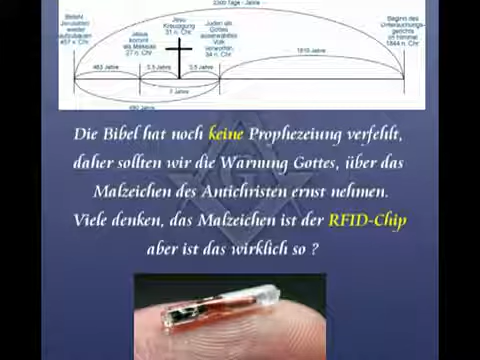 2300 Tage - Jahre
Befehl
Jerusalem
wieder
aufzubauen
457 v. Chr.
Jesus
kommt
als Messias
27 n. Chr.
Jesu
Kreuzigung
31 n. Chr.
Juden als
Gottes
auserwähltes
Volk
verworfen
34 n. Chr.
Beginn des
Untersuchungs-
gerichts
im Himmel
1844 n. Chr.
483 Jahre
3,5 Jahre
3,5 Jahre
1810 Jahre
7 Jahre
490 Jahre
Die Bibel hat noch keine Prophezeiung verfehlt,
daher sollten wir die Warnung Gottes, über das
Malzeichen des Antichristen ernst nehmen.
Viele denken, das Malzeichen ist der RFID-Chip
aber ist das wirklich so ?